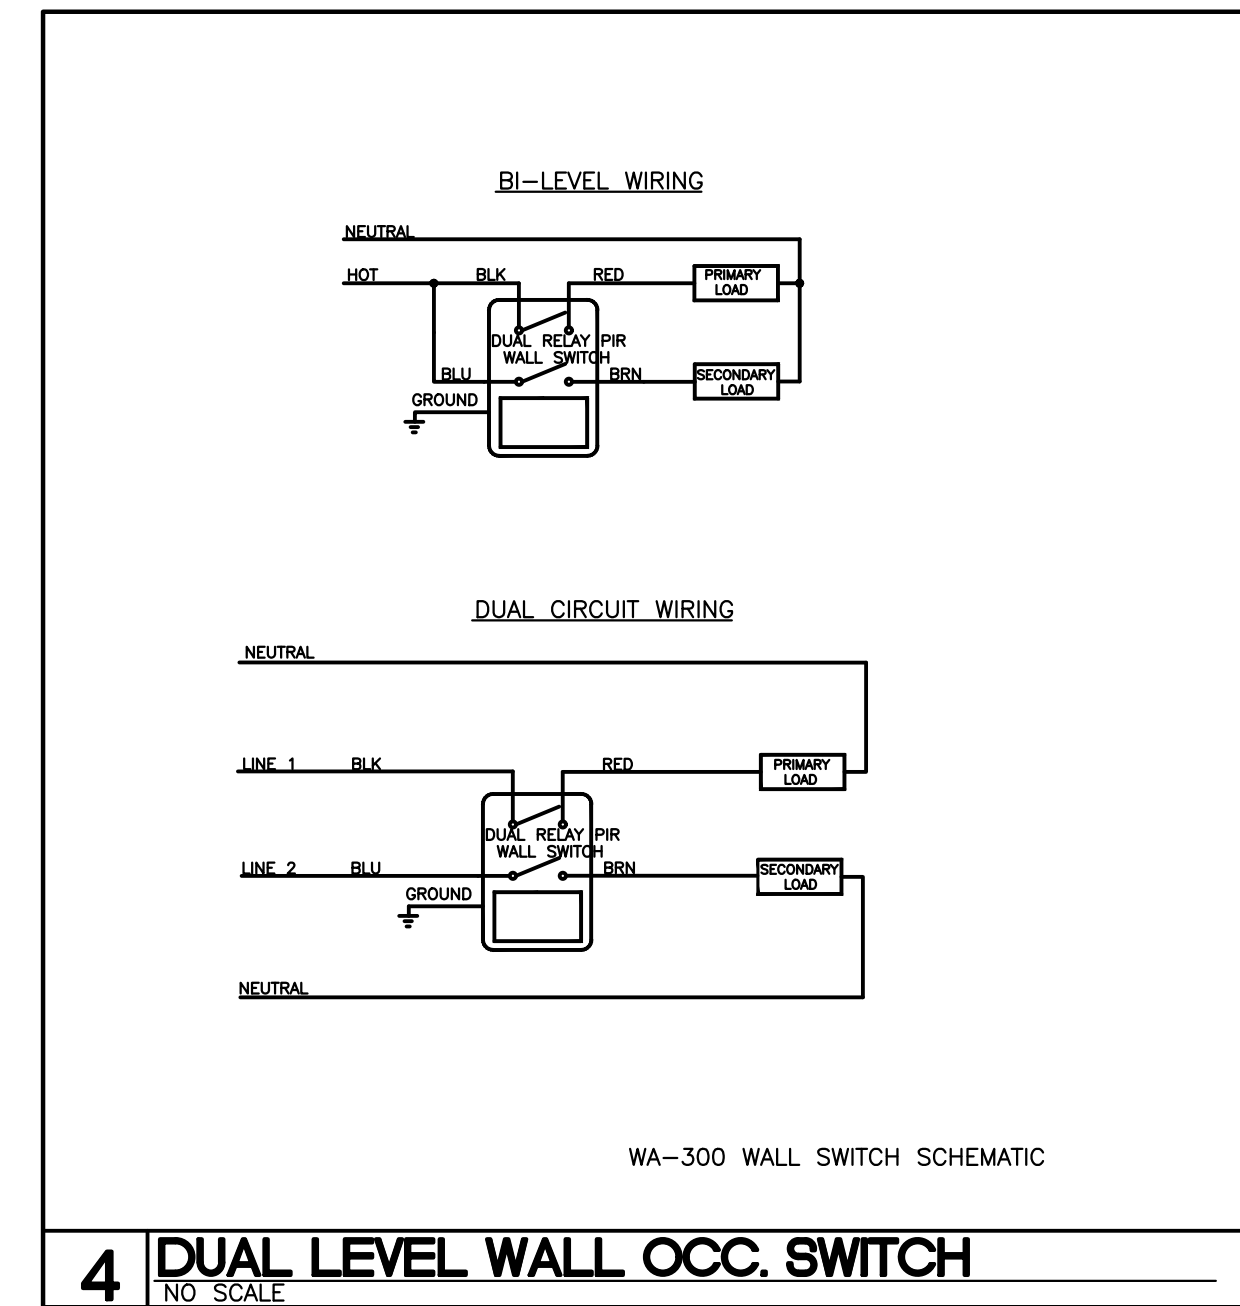 BI-LEVEL WIRING
NEUTRAL
HOT BLK RED PRIMARY
LOAD
DUAL RELAY PIR
WALL SWITCH
BLU BRN SECONDARY
LOAD
GROUND
DUAL CIRCUIT WIRING
NEUTRAL
LINE 1 BLK RED PRIMARY
LOAD
DUAL RELAY PIR
WALL SWITCH
LINE 2 BLU BRN SECONDARY
LOAD
GROUND
NEUTRAL
WA-300 WALL SWITCH SCHEMATIC
4 DUAL LEVEL WALL OCC. SWITCH
NO SCALE